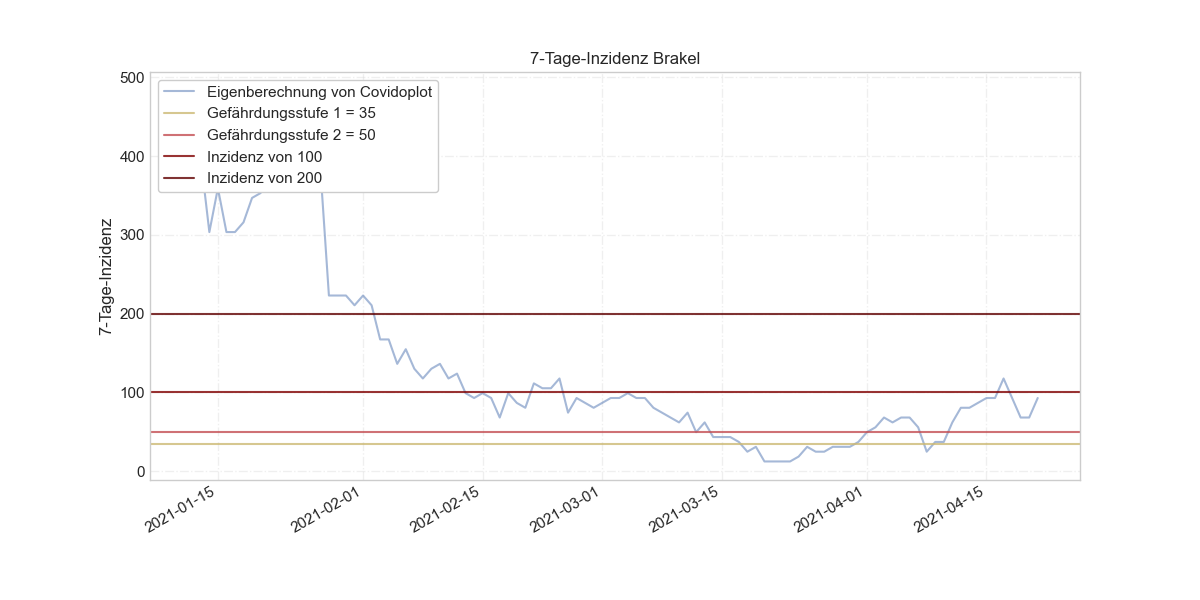 7-Tage-Inzidenz Brakel
500
400
300
200
100
0
7-Tage-Inzidenz
Eigenberechnung von Covidoplot
Gefährdungsstufe 1 = 35
Gefährdungsstufe 2 = 50
Inzidenz von 100
Inzidenz von 200
2021-01-15
2021-02-01
2021-02-15
2021-03-01
2021-03-15
2021-04-01
2021-04-15